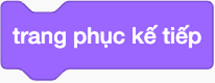 trang phục kế tiếp